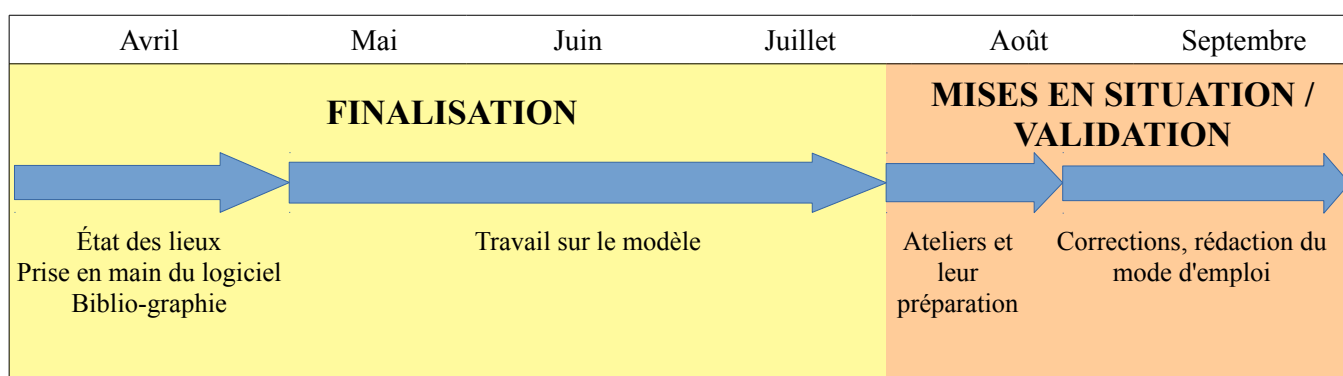 Avril Mai Juin Juillet Août Septembre
FINALISATION
MISES EN SITUATION /
VALIDATION
État des lieux
Prise en main du logiciel
Biblio-graphie
Travail sur le modèle
Ateliers et
leur
préparation
Corrections, rédaction du
mode d'emploi